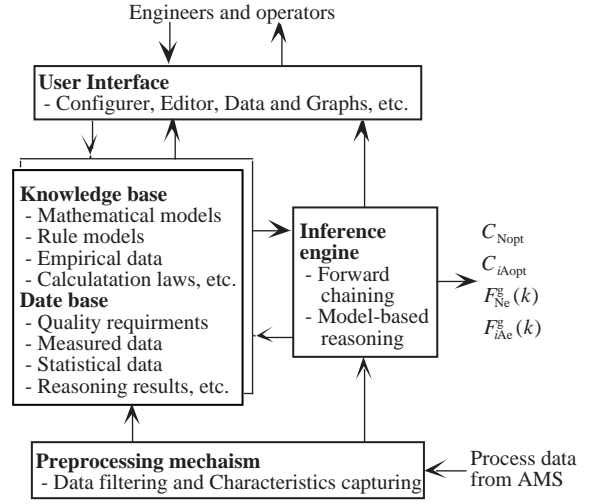 Engineers and operators
User Interface
- Configurer, Editor, Data and Graphs, etc.
Knowledge base
- Mathematical models
- Rule models
- Empirical data
- Calculatation laws, etc.
Date base
- Quality requirments
- Measured data
- Statistical data
- Reasoning results, etc.
Inference
engine
- Forward
chaining
- Model-based
reasoning
C_Nopt
C_iAopt
F^g_Ne(k)
F^g_iAe(k)
Preprocessing mechaism
- Data filtering and Characteristics capturing
Process data
from AMS